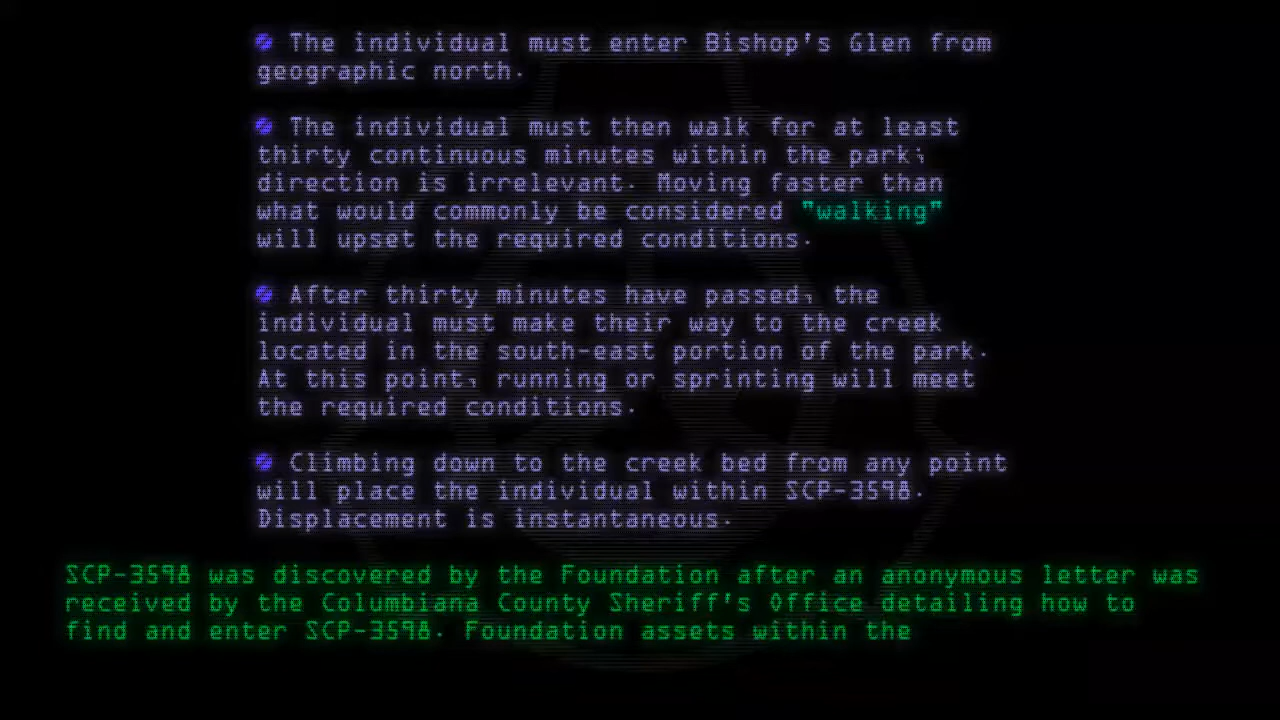 ● The individual must enter Bishop's Glen from
geographic north.
● The individual must then walk for at least
thirty continuous minutes within the park;
direction is irrelevant. Moving faster than
what would commonly be considered "walking"
will upset the required conditions.
● After thirty minutes have passed, the
individual must make their way to the creek
located in the south-east portion of the park.
At this point, running or sprinting will meet
the required conditions.
● Climbing down to the creek bed from any point
will place the individual within SCP-3598.
Displacement is instantaneous.
SCP-3598 was discovered by the Foundation after an anonymous letter was
received by the Columbiana County Sheriff's Office detailing how to
find and enter SCP-3598. Foundation assets within the